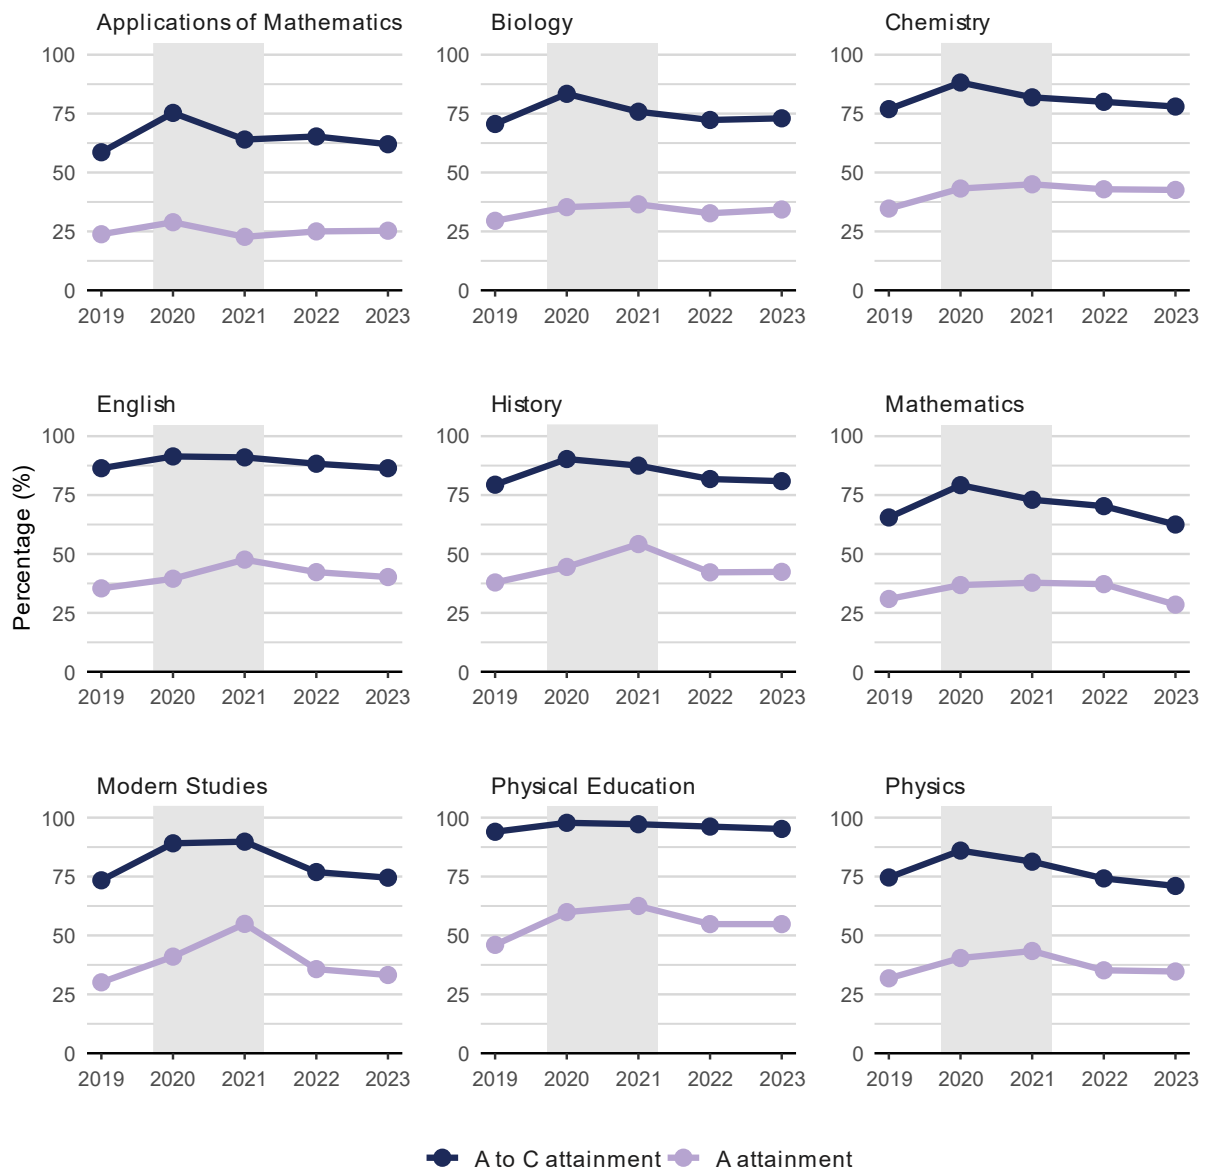 Applications of Mathematics Biology Chemistry
100 100 100
75 75 75
50 50 50
25 25 25
0 0 0
2019 2020 2021 2022 2023 2019 2020 2021 2022 2023 2019 2020 2021 2022 2023
English History Mathematics
Percentage (%)
100 100 100
75 75 75
50 50 50
25 25 25
0 0 0
2019 2020 2021 2022 2023 2019 2020 2021 2022 2023 2019 2020 2021 2022 2023
Modern Studies Physical Education Physics
100 100 100
75 75 75
50 50 50
25 25 25
0 0 0
2019 2020 2021 2022 2023 2019 2020 2021 2022 2023 2019 2020 2021 2022 2023
A to C attainment A attainment